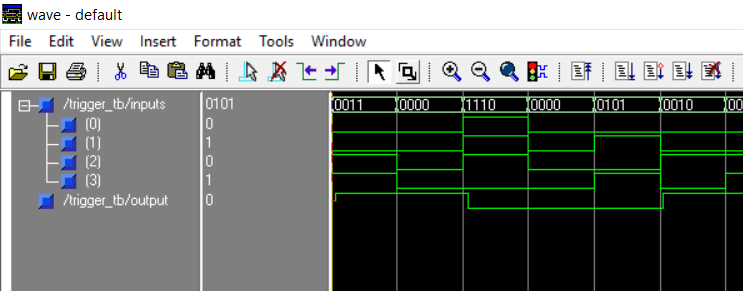 wave - default
File Edit View Insert Format Tools Window
/trigger_tb/inputs 0101 0011 0000 1110 0000 0101 0010 00
(0) 0
(1) 1
(2) 0
(3) 1
/trigger_tb/output 0